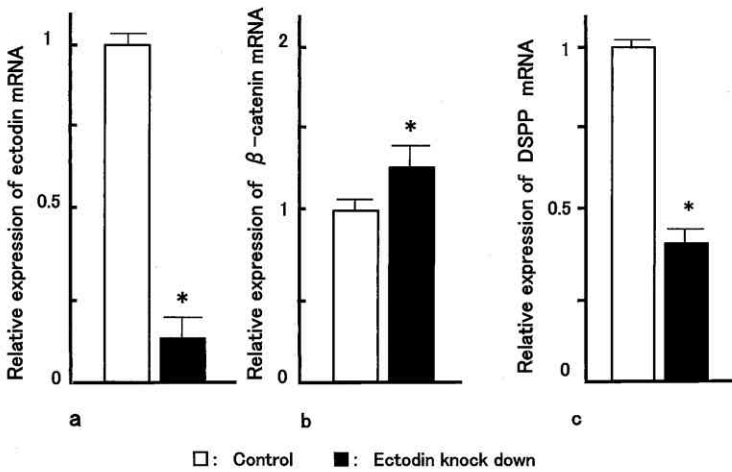 Relative expression of ectodin mRNA
1
0.5
0
*
a
Relative expression of β-catenin mRNA
2
1
0
*
b
Relative expression of DSPP mRNA
1
0.5
0
*
c
□: Control ■: Ectodin knock down